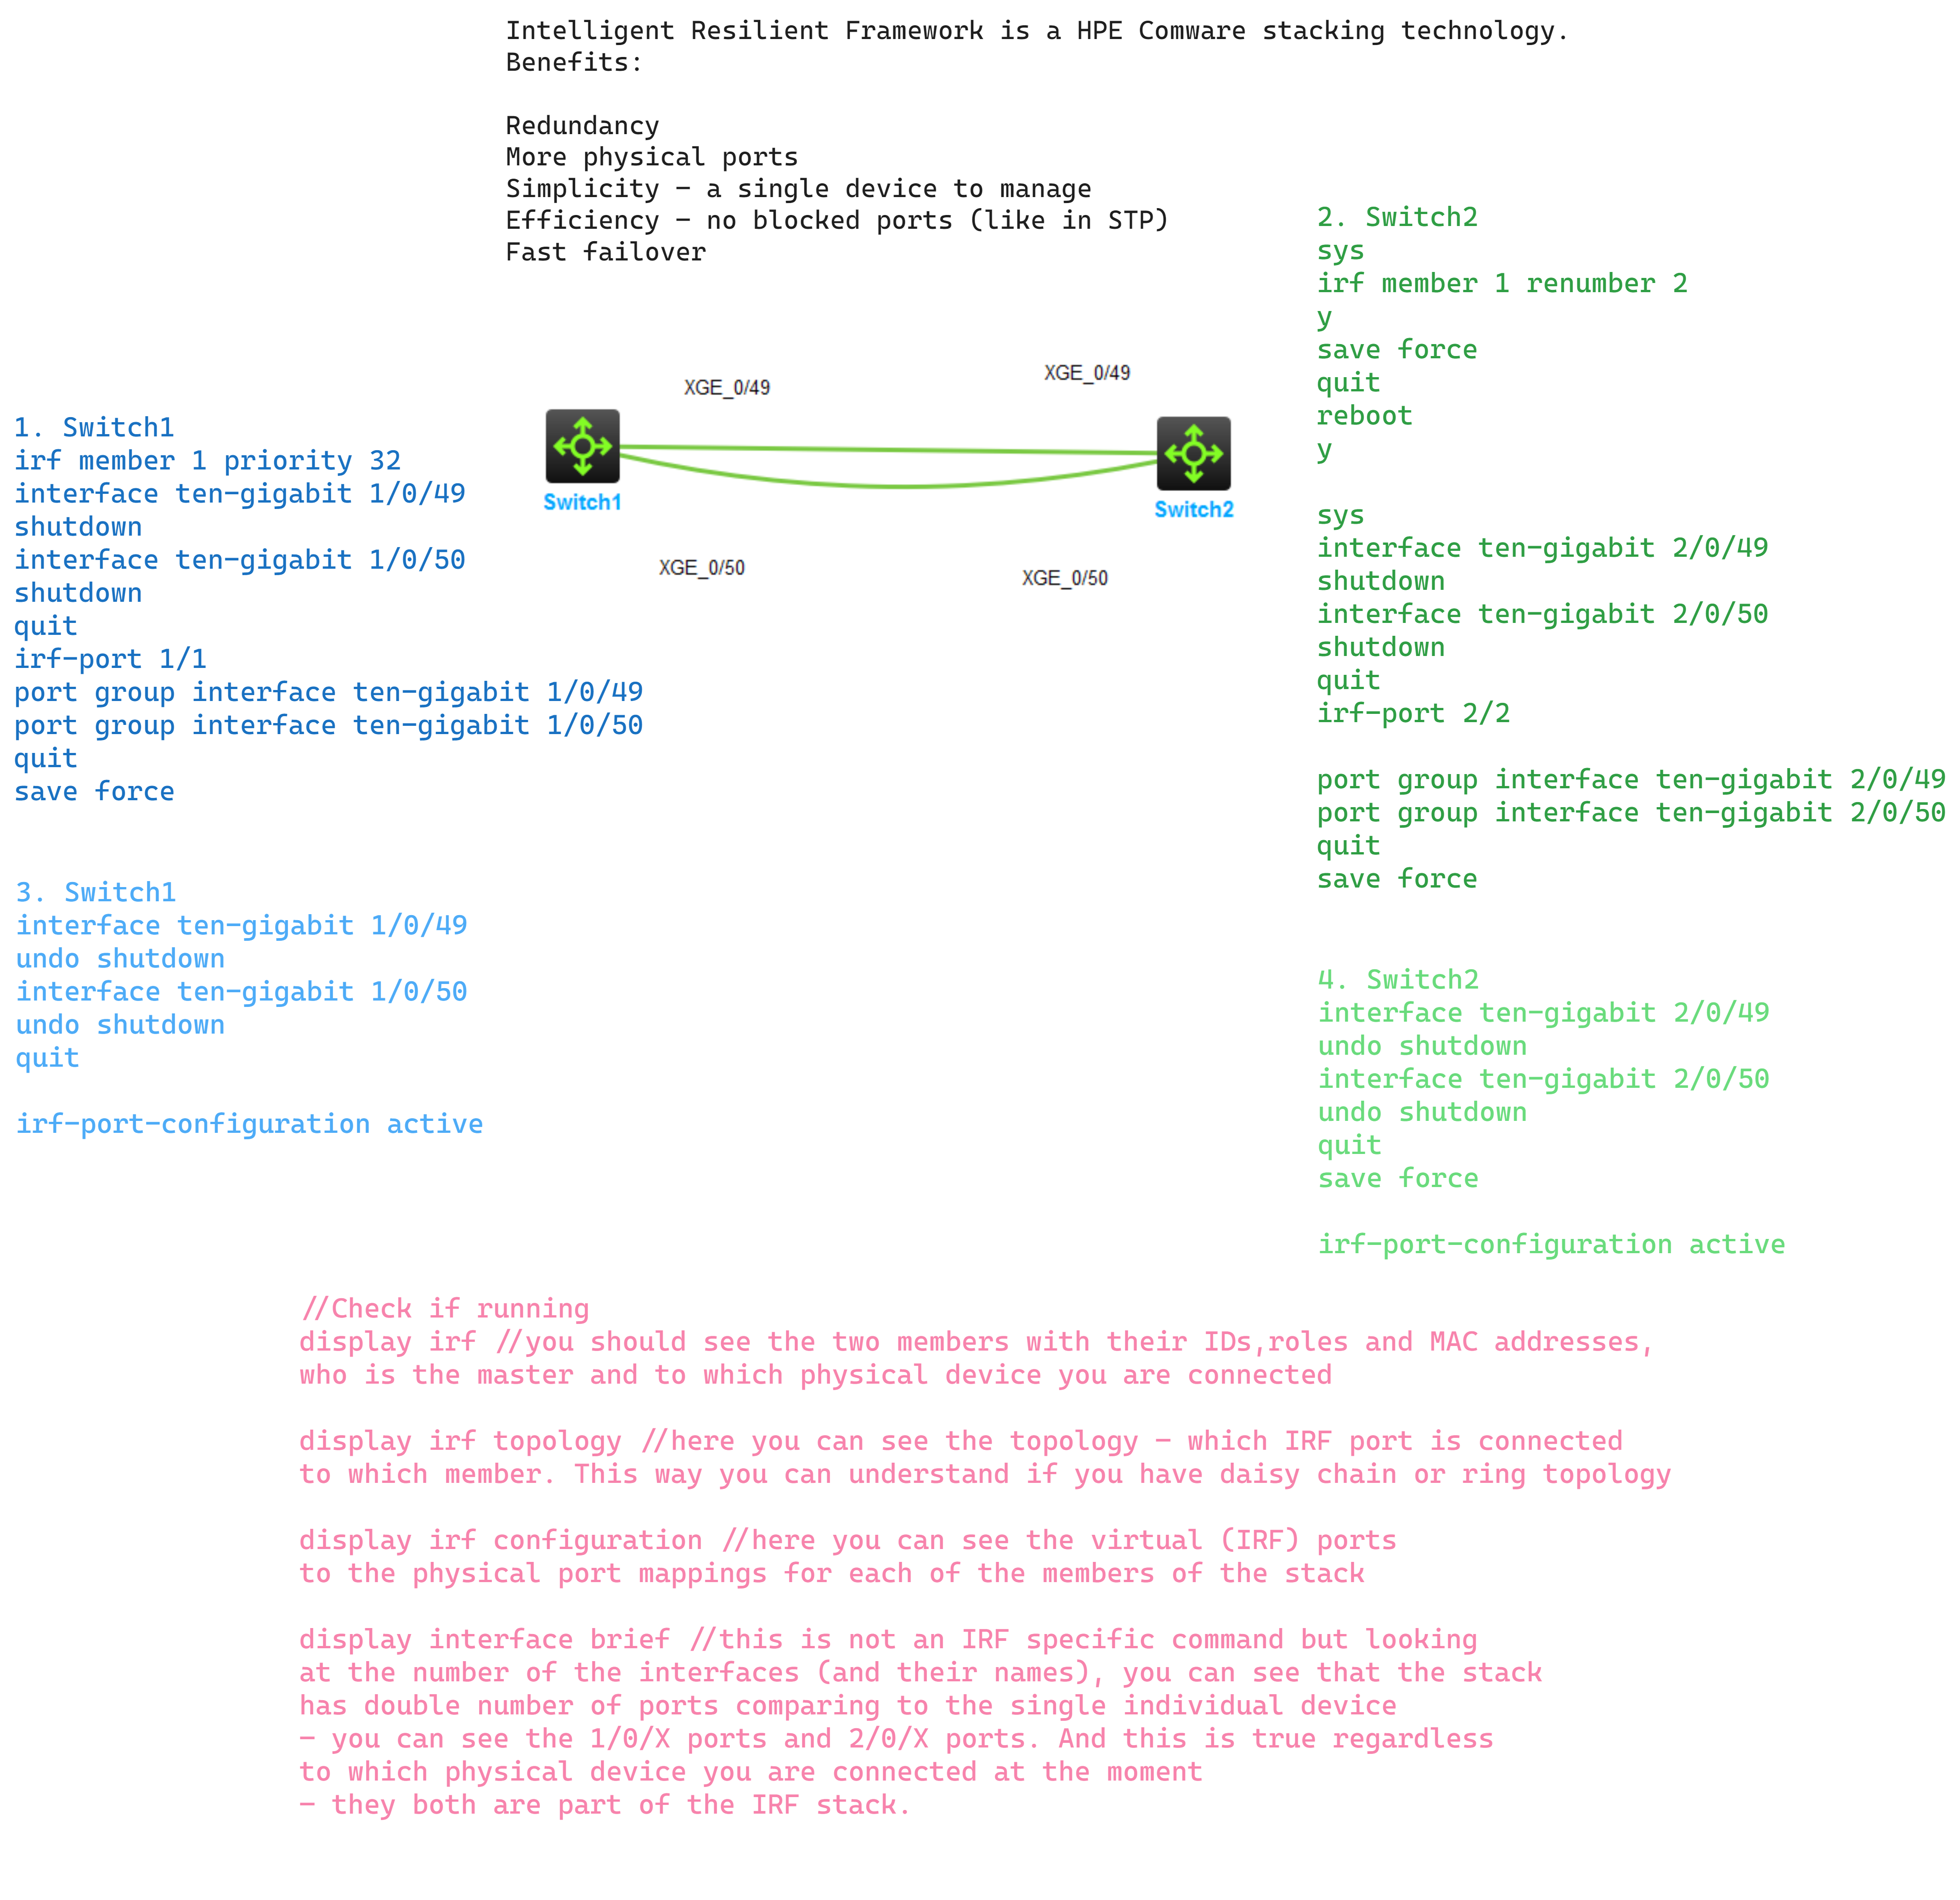 Intelligent Resilient Framework is a HPE Comware stacking technology.
Benefits:
Redundancy
More physical ports
Simplicity - a single device to manage
Efficiency - no blocked ports (like in STP)
Fast failover
XGE_0/49
XGE_0/49
Switch1
Switch2
XGE_0/50
XGE_0/50
1. Switch1
irf member 1 priority 32
interface ten-gigabit 1/0/49
shutdown
interface ten-gigabit 1/0/50
shutdown
quit
irf-port 1/1
port group interface ten-gigabit 1/0/49
port group interface ten-gigabit 1/0/50
quit
save force
2. Switch2
sys
irf member 1 renumber 2
y
save force
quit
reboot
y
sys
interface ten-gigabit 2/0/49
shutdown
interface ten-gigabit 2/0/50
shutdown
quit
irf-port 2/2
port group interface ten-gigabit 2/0/49
port group interface ten-gigabit 2/0/50
quit
save force
3. Switch1
interface ten-gigabit 1/0/49
undo shutdown
interface ten-gigabit 1/0/50
undo shutdown
quit
irf-port-configuration active
4. Switch2
interface ten-gigabit 2/0/49
undo shutdown
interface ten-gigabit 2/0/50
undo shutdown
quit
save force
irf-port-configuration active
//Check if running
display irf //you should see the two members with their IDs,roles and MAC addresses,
who is the master and to which physical device you are connected
display irf topology //here you can see the topology - which IRF port is connected
to which member. This way you can understand if you have daisy chain or ring topology
display irf configuration //here you can see the virtual (IRF) ports
to the physical port mappings for each of the members of the stack
display interface brief //this is not an IRF specific command but looking
at the number of the interfaces (and their names), you can see that the stack
has double number of ports comparing to the single individual device
- you can see the 1/0/X ports and 2/0/X ports. And this is true regardless
to which physical device you are connected at the moment
- they both are part of the IRF stack.